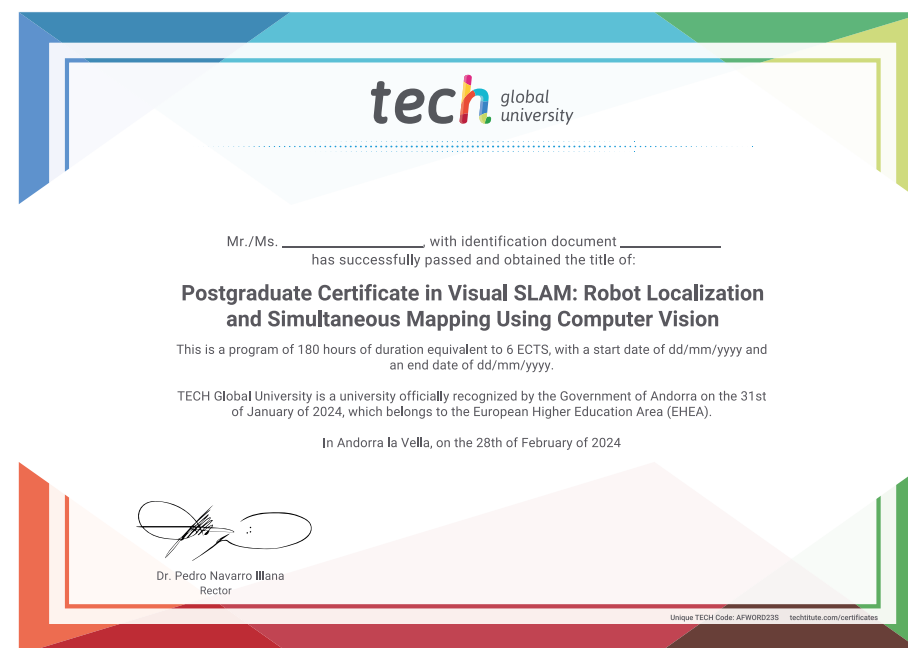 tech global university
Mr./Ms. ____________, with identification document ____________
has successfully passed and obtained the title of:
Postgraduate Certificate in Visual SLAM: Robot Localization
and Simultaneous Mapping Using Computer Vision
This is a program of 180 hours of duration equivalent to 6 ECTS, with a start date of dd/mm/yyyy and
an end date of dd/mm/yyyy.
TECH Global University is a university officially recognized by the Government of Andorra on the 31st
of January of 2024, which belongs to the European Higher Education Area (EHEA).
In Andorra la Vella, on the 28th of February of 2024
Dr. Pedro Navarro Illana
Rector
Unique TECH Code: AFWORD23S techtitute.com/certificates